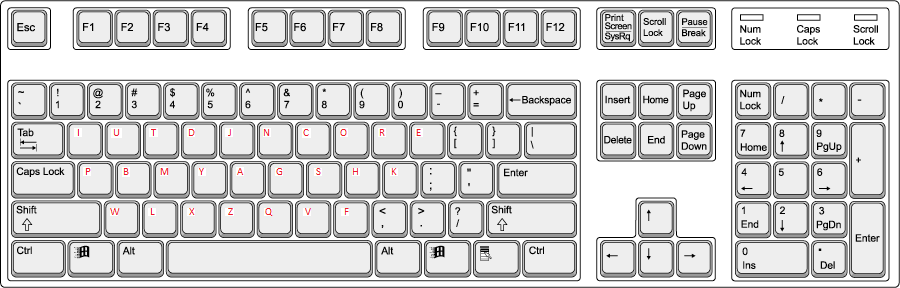 Esc F1 F2 F3 F4 F5 F6 F7 F8 F9 F10 F11 F12 Print Screen SysRq Scroll Lock Pause Break Num Lock Caps Lock Scroll Lock
~ ` ! 1 @ 2 # 3 $ 4 % 5 ^ 6 & 7 * 8 ( 9 ) 0 _ - + = ←Backspace Insert Home Page Up Num Lock / * -
Tab I U T D J N C O R E { [ } ] | \ Delete End Page Down 7 Home 8 ↑ 9 PgUp +
Caps Lock P B M Y A G S H K : ; " ' Enter 4 ← 5 6 →
Shift W L X Z Q V F < , > . ? / Shift ↑ 1 End 2 ↓ 3 PgDn Enter
Ctrl Alt Alt Ctrl ← ↓ → 0 Ins . Del